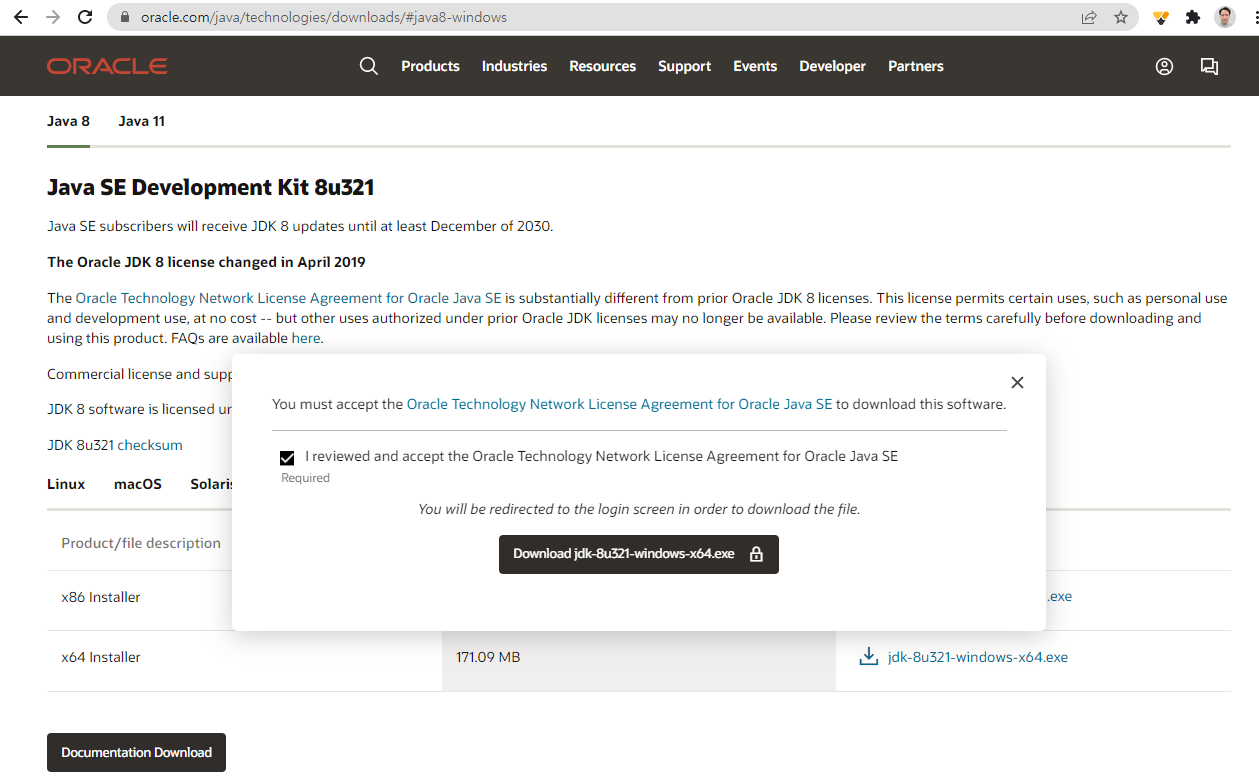 oracle.com/java/technologies/downloads/#java8-windows
ORACLE Products Industries Resources Support Events Developer Partners
Java 8 Java 11
Java SE Development Kit 8u321
Java SE subscribers will receive JDK 8 updates until at least December of 2030.
The Oracle JDK 8 license changed in April 2019
The Oracle Technology Network License Agreement for Oracle Java SE is substantially different from prior Oracle JDK 8 licenses. This license permits certain uses, such as personal use
and development use, at no cost -- but other uses authorized under prior Oracle JDK licenses may no longer be available. Please review the terms carefully before downloading and
using this product. FAQs are available here.
Commercial license and supp
JDK 8 software is licensed ur
JDK 8u321 checksum
Linux macOS Solaris
Product/file description
x86 Installer
.exe
x64 Installer 171.09 MB jdk-8u321-windows-x64.exe
Documentation Download
You must accept the Oracle Technology Network License Agreement for Oracle Java SE to download this software.
I reviewed and accept the Oracle Technology Network License Agreement for Oracle Java SE
Required
You will be redirected to the login screen in order to download the file.
Download jdk-8u321-windows-x64.exe